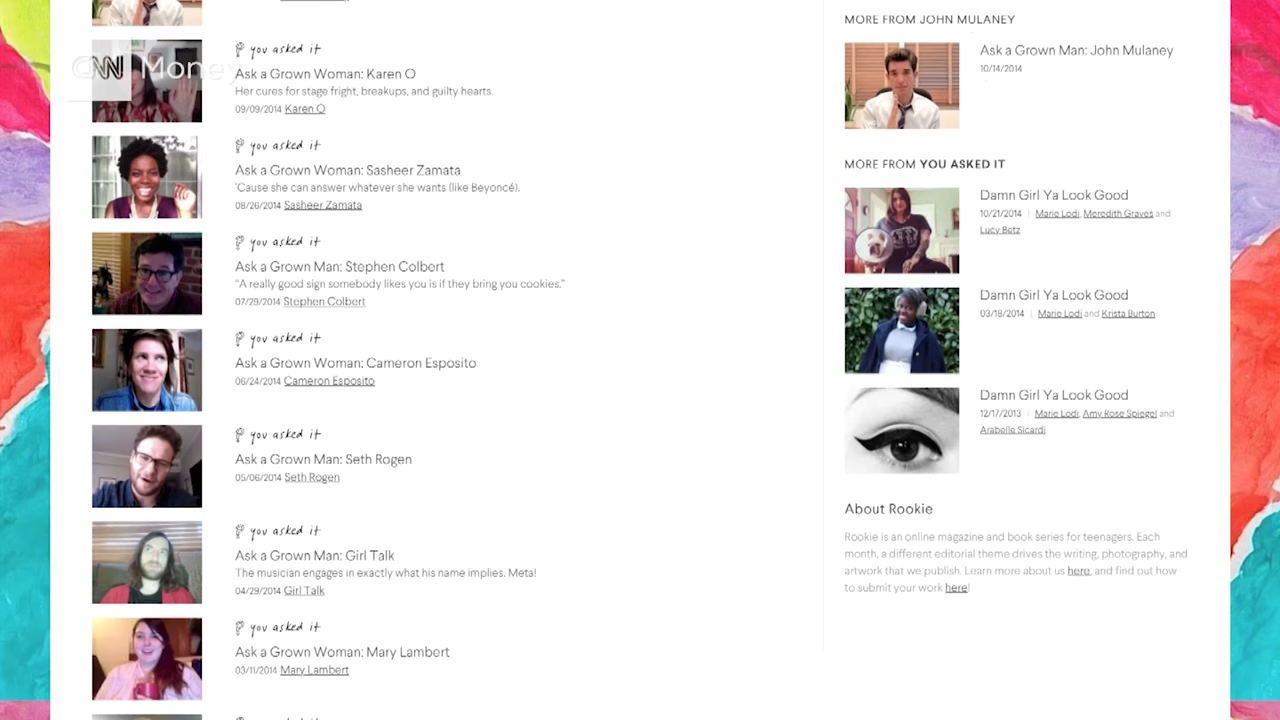 CNN Money
you asked it
Ask a Grown Woman: Karen O
Her cures for stage fright, breakups, and guilty hearts.
09/09/2014 Karen O
you asked it
Ask a Grown Woman: Sasheer Zamata
'Cause she can answer whatever she wants (like Beyoncé).
08/26/2014 Sasheer Zamata
you asked it
Ask a Grown Man: Stephen Colbert
"A really good sign somebody likes you is if they bring you cookies."
07/29/2014 Stephen Colbert
you asked it
Ask a Grown Woman: Cameron Esposito
06/24/2014 Cameron Esposito
you asked it
Ask a Grown Man: Seth Rogen
05/06/2014 Seth Rogen
you asked it
Ask a Grown Man: Girl Talk
The musician engages in exactly what his name implies. Meta!
04/29/2014 Girl Talk
you asked it
Ask a Grown Woman: Mary Lambert
03/11/2014 Mary Lambert
MORE FROM JOHN MULANEY
Ask a Grown Man: John Mulaney
10/14/2014
MORE FROM YOU ASKED IT
Damn Girl Ya Look Good
10/21/2014 | Marie Lodi, Meredith Graves and
Lucy Betz
Damn Girl Ya Look Good
03/18/2014 | Marie Lodi and Krista Burton
Damn Girl Ya Look Good
12/17/2013 | Marie Lodi, Amy Rose Spiegel and
Arabelle Sicardi
About Rookie
Rookie is an online magazine and book series for teenagers. Each
month, a different editorial theme drives the writing, photography, and
artwork that we publish. Learn more about us here, and find out how
to submit your work here!